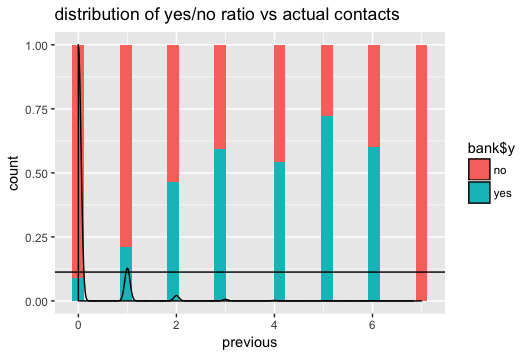 distribution of yes/no ratio vs actual contacts
1.00
0.75
0.50
0.25
0.00
count
0 2 4 6
previous
bank$y
no
yes